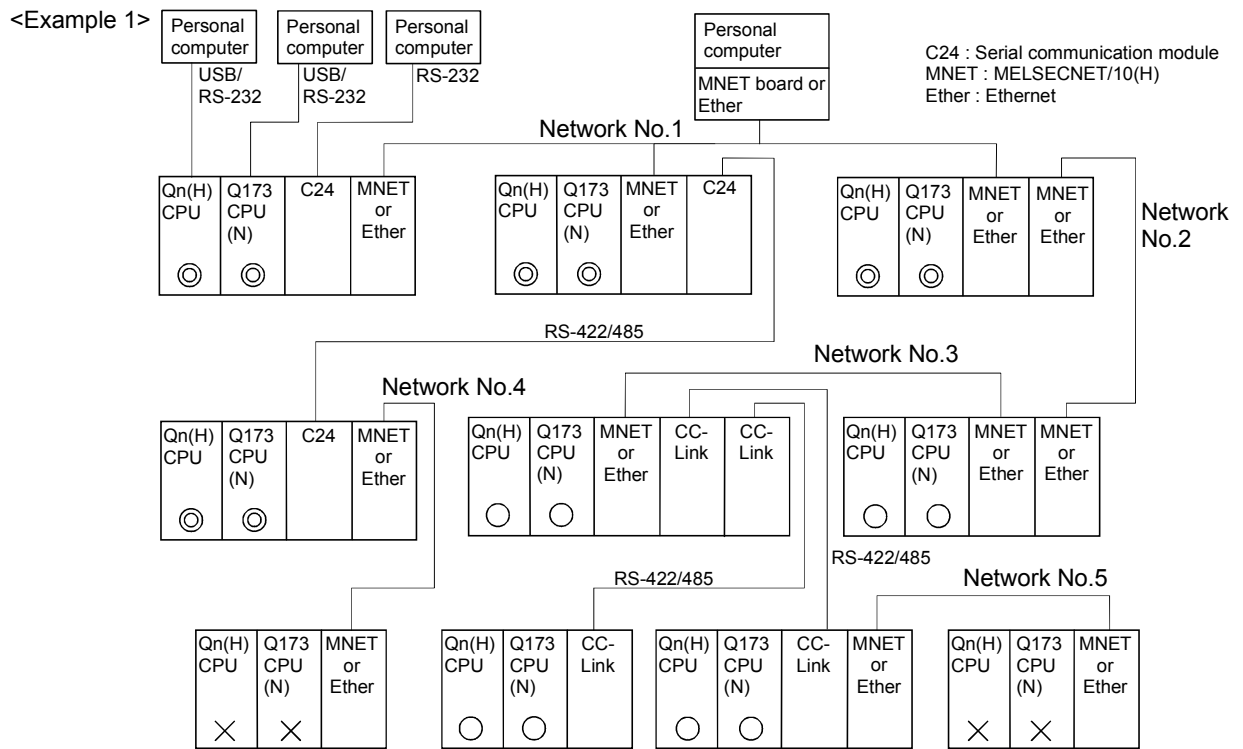 <Example 1>
Personal
computer
Personal
computer
Personal
computer
Personal
computer
MNET board or
Ether
C24 : Serial communication module
MNET : MELSECNET/10(H)
Ether : Ethernet
USB/
RS-232
USB/
RS-232
RS-232
Network No.1
Qn(H)
CPU
Q173
CPU
(N)
C24
MNET
or
Ether
Qn(H)
CPU
Q173
CPU
(N)
MNET
or
Ether
C24
Qn(H)
CPU
Q173
CPU
(N)
MNET
or
Ether
MNET
or
Ether
Network
No.2
RS-422/485
Network No.3
Network No.4
Qn(H)
CPU
Q173
CPU
(N)
C24
MNET
or
Ether
Qn(H)
CPU
Q173
CPU
(N)
MNET
or
Ether
CC-
Link
CC-
Link
Qn(H)
CPU
Q173
CPU
(N)
MNET
or
Ether
MNET
or
Ether
RS-422/485
RS-422/485
Network No.5
Qn(H)
CPU
Q173
CPU
(N)
MNET
or
Ether
Qn(H)
CPU
Q173
CPU
(N)
CC-
Link
Qn(H)
CPU
Q173
CPU
(N)
CC-
Link
MNET
or
Ether
Qn(H)
CPU
Q173
CPU
(N)
MNET
or
Ether